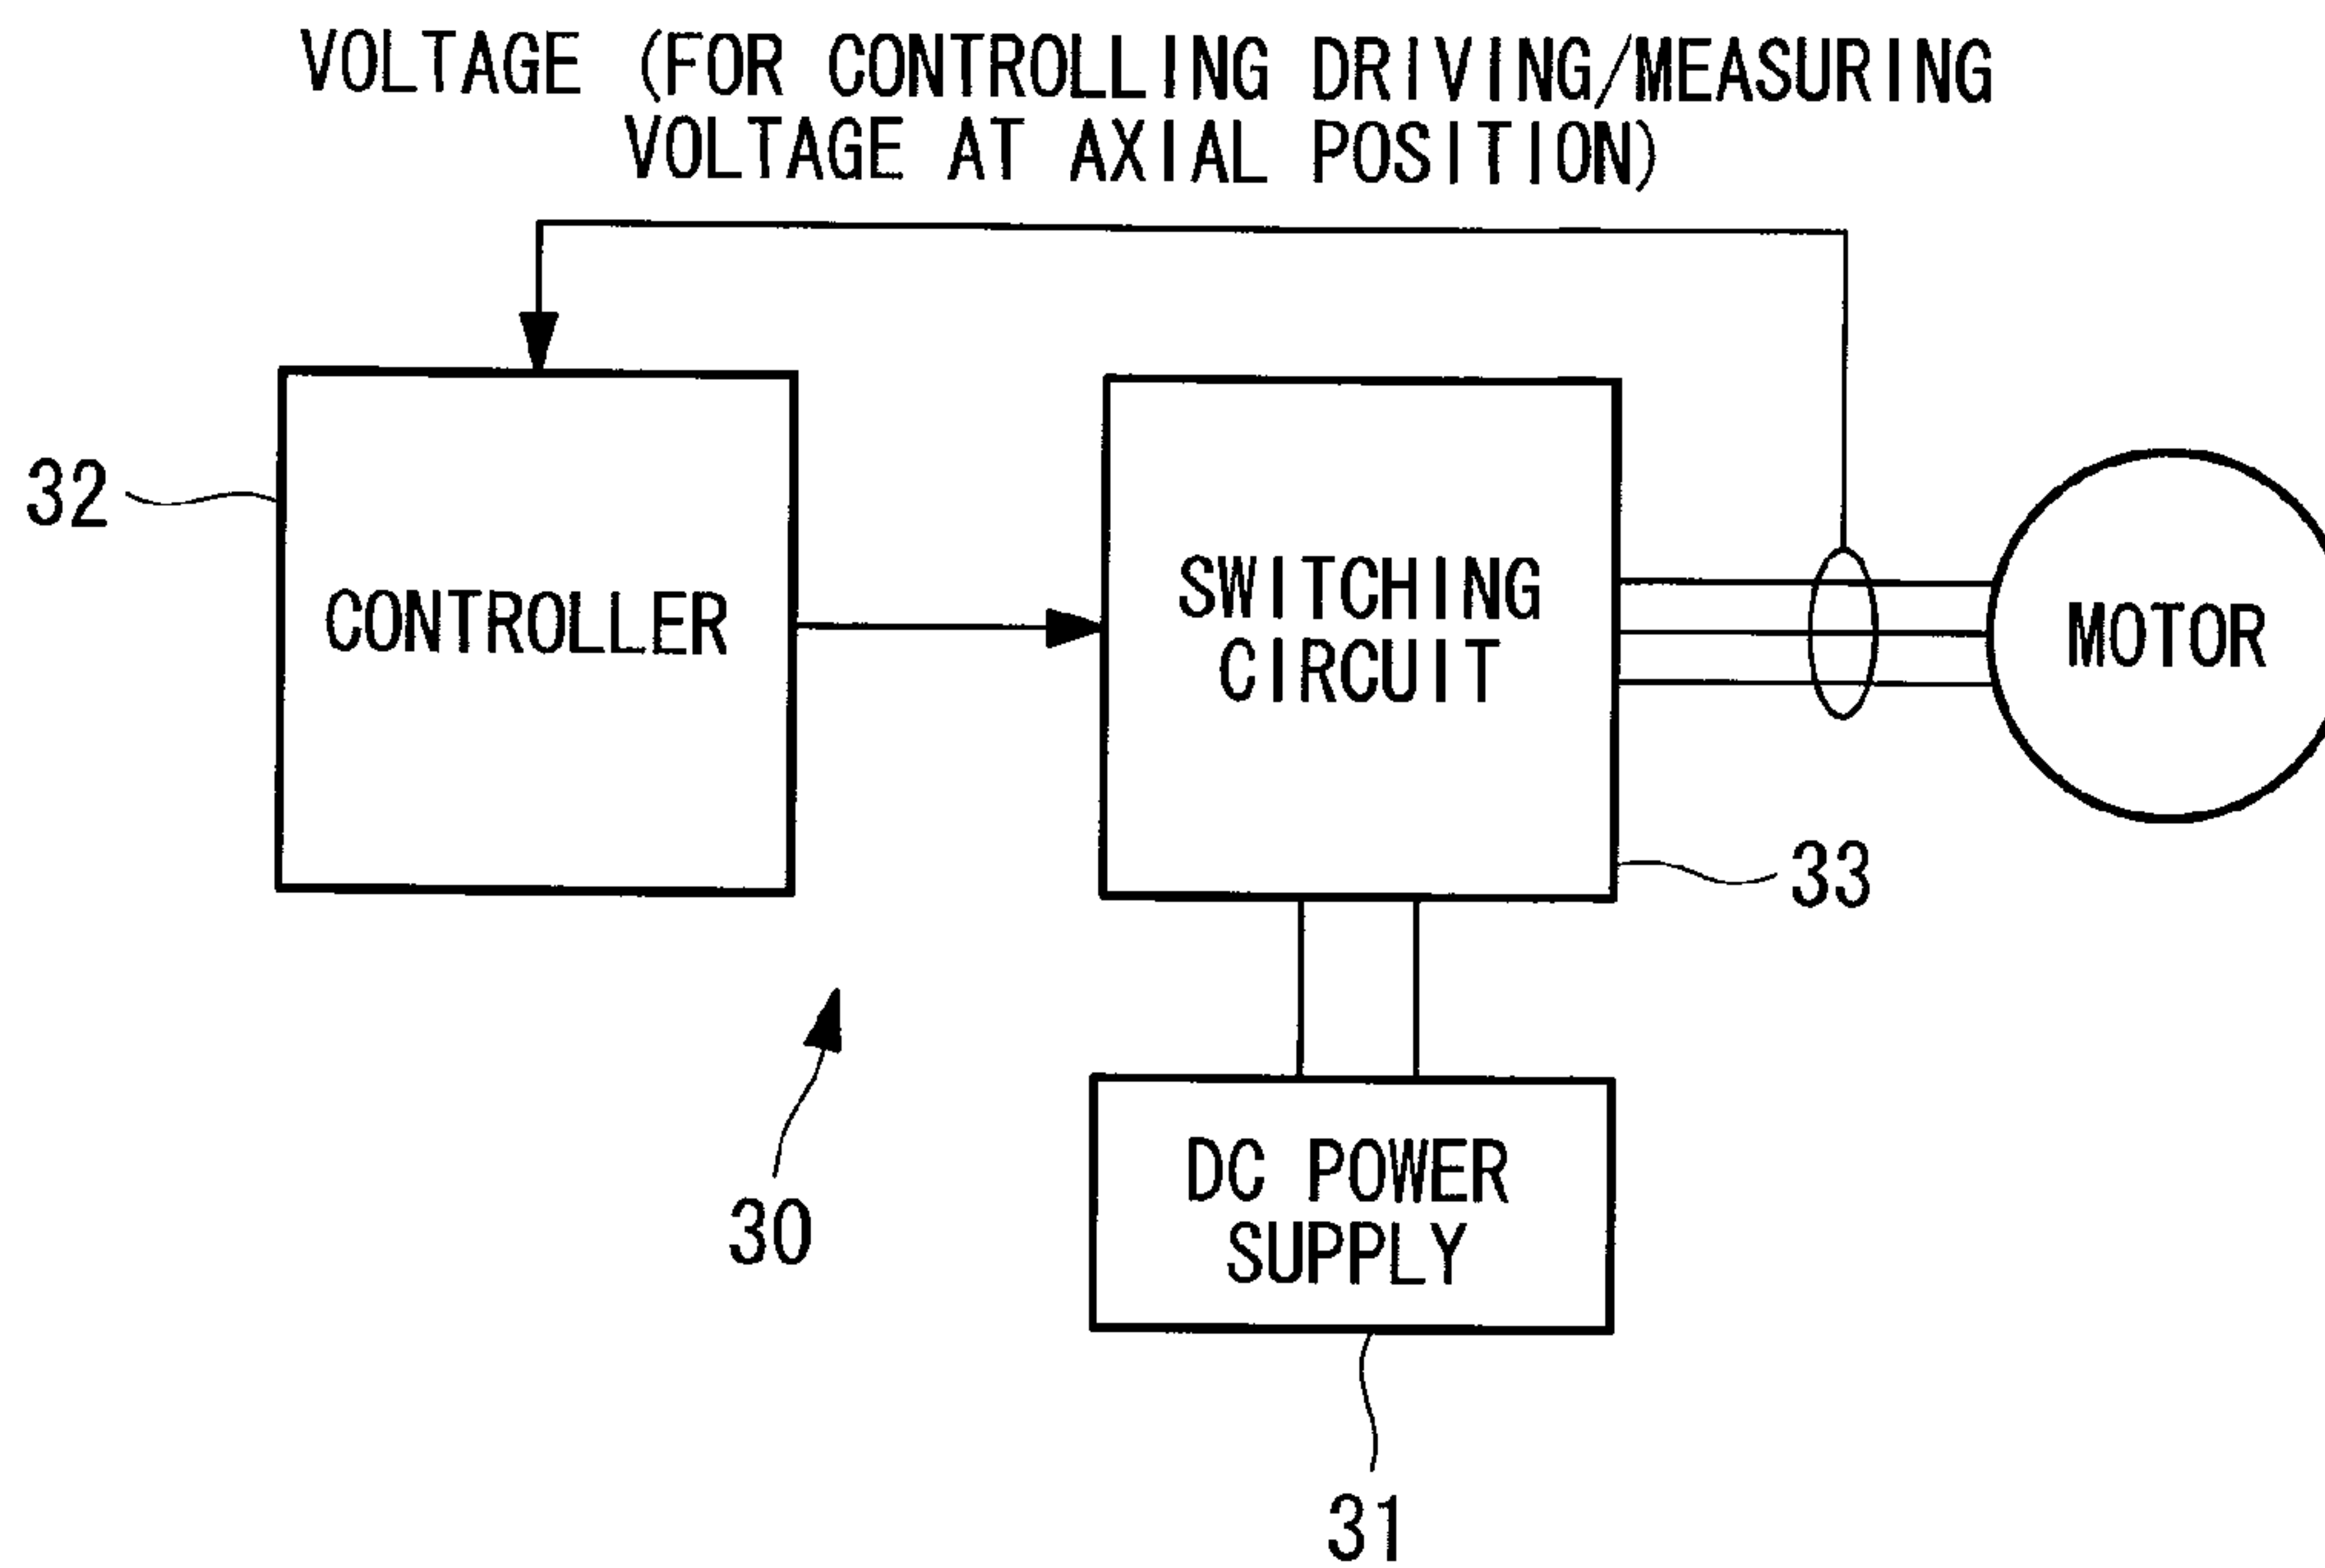 VOLTAGE (FOR CONTROLLING DRIVING/MEASURING
VOLTAGE AT AXIAL POSITION)
32
CONTROLLER
SWITCHING
CIRCUIT
MOTOR
33
30
DC POWER
SUPPLY
31